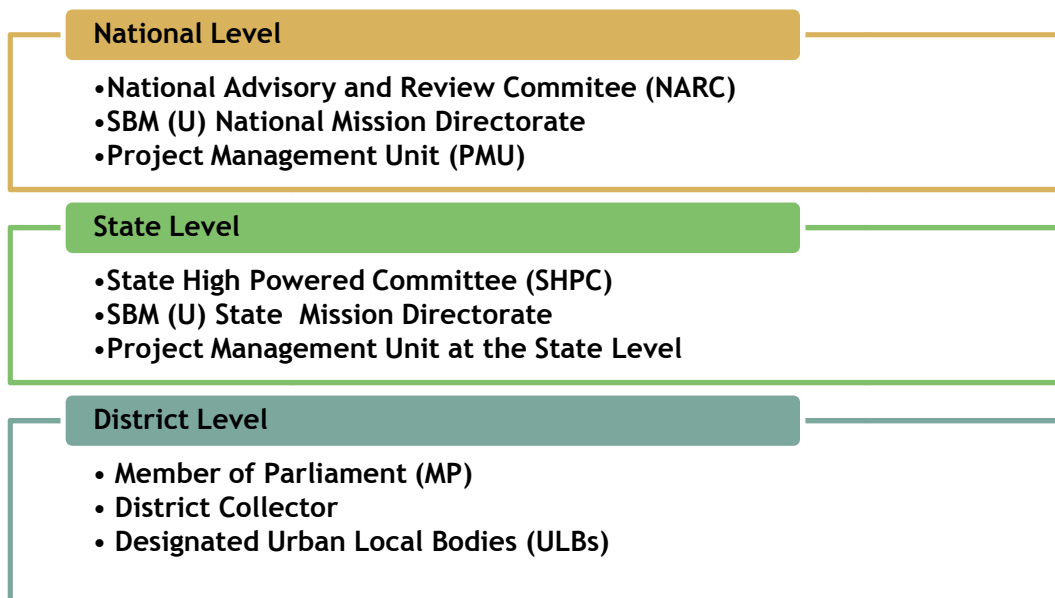 National Level
•National Advisory and Review Commitee (NARC)
•SBM (U) National Mission Directorate
•Project Management Unit (PMU)
State Level
•State High Powered Committee (SHPC)
•SBM (U) State  Mission Directorate
•Project Management Unit at the State Level
District Level
• Member of Parliament (MP)
• District Collector
• Designated Urban Local Bodies (ULBs)